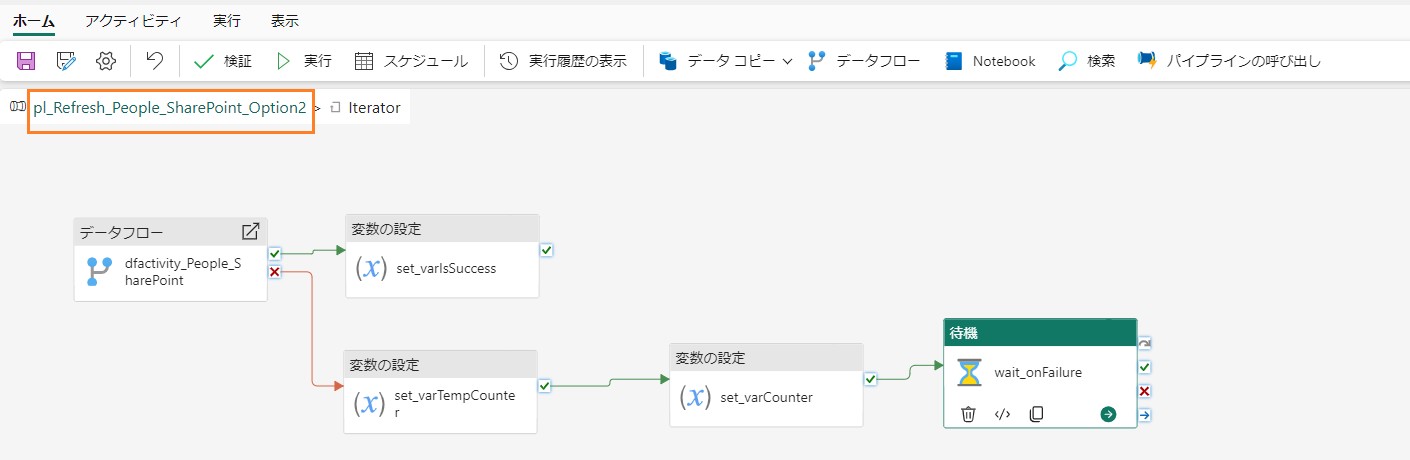 ホーム アクティビティ 実行 表示
検証 実行 スケジュール 実行履歴の表示 データ コピー データフロー Notebook 検索 パイプラインの呼び出し
pl_Refresh_People_SharePoint_Option2 > Iterator
データフロー
dfactivity_People_S
harePoint
変数の設定
(x) set_varIsSuccess
変数の設定
(x) set_varTempCounte
r
変数の設定
(x) set_varCounter
待機
wait_onFailure